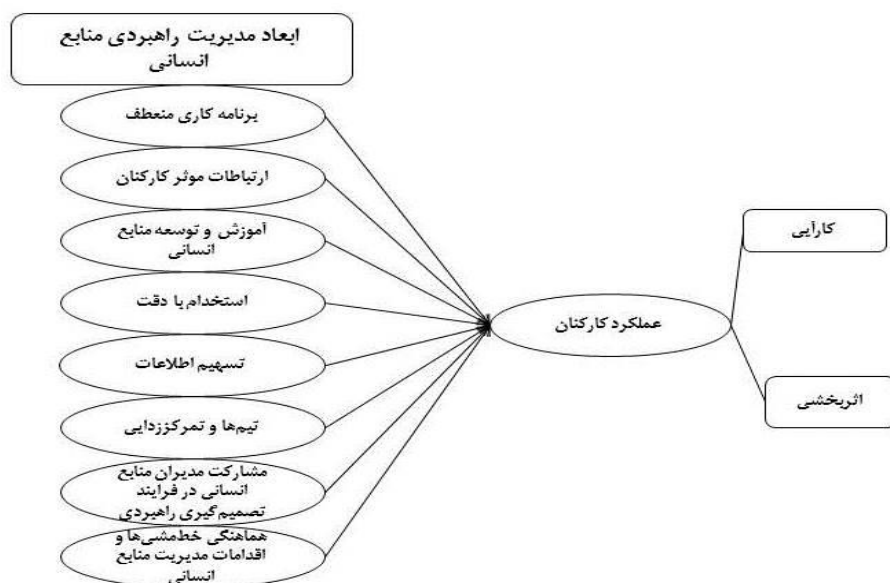 ابعاد مدیریت راهبردی منابع
انسانی
برنامه کاری منعطف
ارتباطات موثر کارکنان
آموزش و توسعه منابع
انسانی
استخدام با دقت
تسهیم اطلاعات
تیم‌ها و تمرکززدایی
مشارکت مدیران منابع
انسانی در فرایند
تصمیم‌گیری راهبردی
هماهنگی خط‌مشی‌ها و
اقدامات مدیریت منابع
انسانی
عملکرد کارکنان
کارآیی
اثربخشی